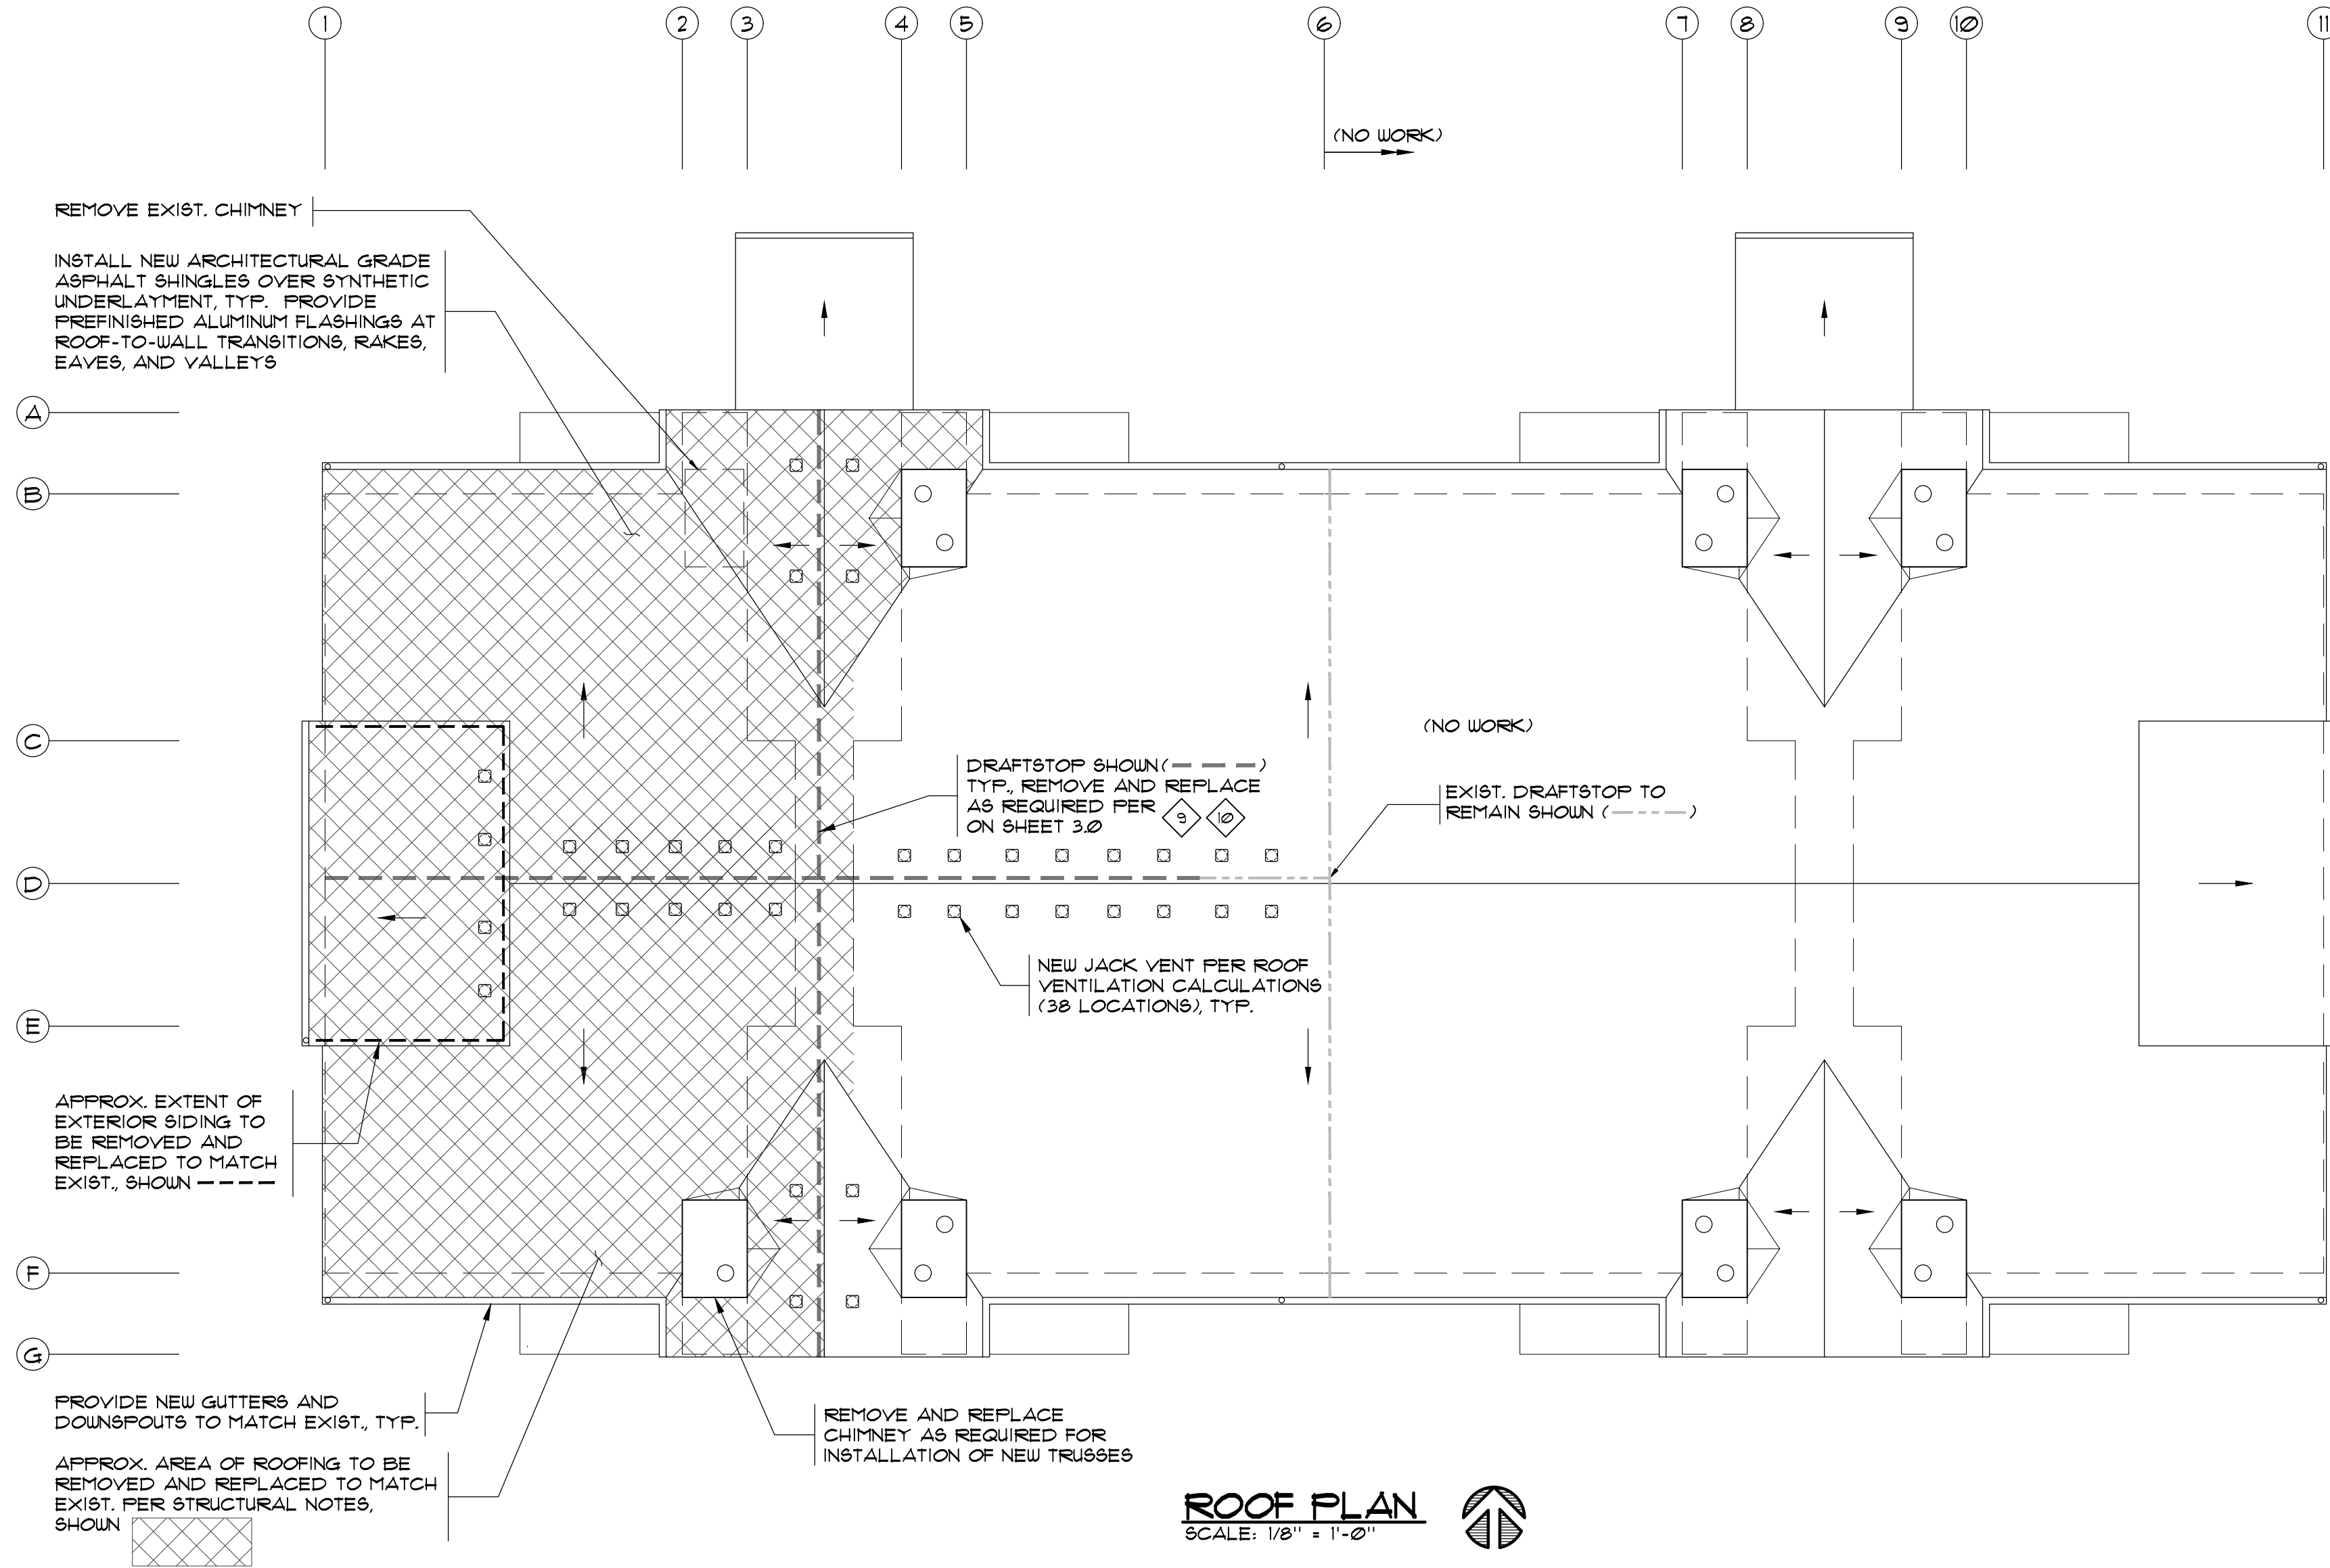 1
2
3
4
5
6
7
8
9
10
11
(NO WORK)
REMOVE EXIST. CHIMNEY
INSTALL NEW ARCHITECTURAL GRADE
ASPHALT SHINGLES OVER SYNTHETIC
UNDERLAYMENT, TYP. PROVIDE
PREFINISHED ALUMINUM FLASHINGS AT
ROOF-TO-WALL TRANSITIONS, RAKES,
EAVES, AND VALLEYS
A
B
C
D
E
F
G
(NO WORK)
DRAFTSTOP SHOWN ( )
TYP., REMOVE AND REPLACE
AS REQUIRED PER
9
10
ON SHEET 3.0
EXIST. DRAFTSTOP TO
REMAIN SHOWN ( )
NEW JACK VENT PER ROOF
VENTILATION CALCULATIONS
(38 LOCATIONS), TYP.
APPROX. EXTENT OF
EXTERIOR SIDING TO
BE REMOVED AND
REPLACED TO MATCH
EXIST., SHOWN
PROVIDE NEW GUTTERS AND
DOWNSPOUTS TO MATCH EXIST., TYP.
APPROX. AREA OF ROOFING TO BE
REMOVED AND REPLACED TO MATCH
EXIST. PER STRUCTURAL NOTES,
SHOWN
REMOVE AND REPLACE
CHIMNEY AS REQUIRED FOR
INSTALLATION OF NEW TRUSSES
ROOF PLAN
SCALE: 1/8" = 1'-0"